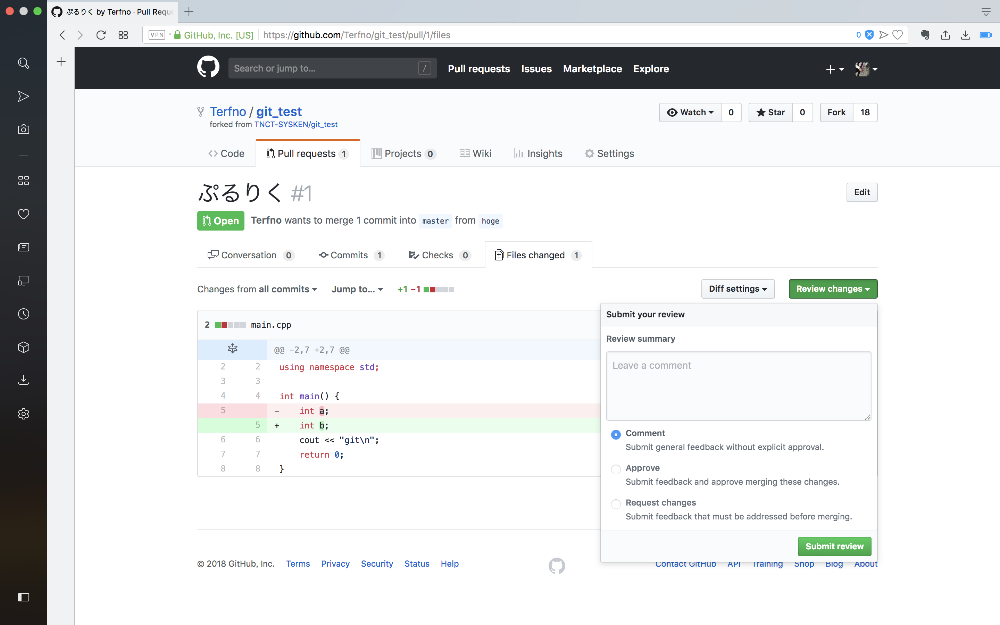 ぷるりく by Terfno · Pull Reque
VPN GitHub, Inc. [US] https://github.com/Terfno/git_test/pull/1/files 0
Search or jump to... /
Pull requests Issues Marketplace Explore
Terfno / git_test
forked from TNCT-SYSKEN/git_test
Watch 0 Star 0 Fork 18
Code Pull requests 1 Projects 0 Wiki Insights Settings
ぷるりく #1
Edit
Open Terfno wants to merge 1 commit into master from hoge
Conversation 0 Commits 1 Checks 0 Files changed 1
Changes from all commits Jump to... +1 −1
Diff settings Review changes
2 main.cpp
@@ -2,7 +2,7 @@
2 2 using namespace std;
3 3
4 4 int main() {
5 - int a;
5 + int b;
6 6 cout << "git\n";
7 7 return 0;
8 8 }
Submit your review
Review summary
Leave a comment
Comment
Submit general feedback without explicit approval.
Approve
Submit feedback and approve merging these changes.
Request changes
Submit feedback that must be addressed before merging.
Submit review
© 2018 GitHub, Inc. Terms Privacy Security Status Help
Contact GitHub API Training Shop Blog About